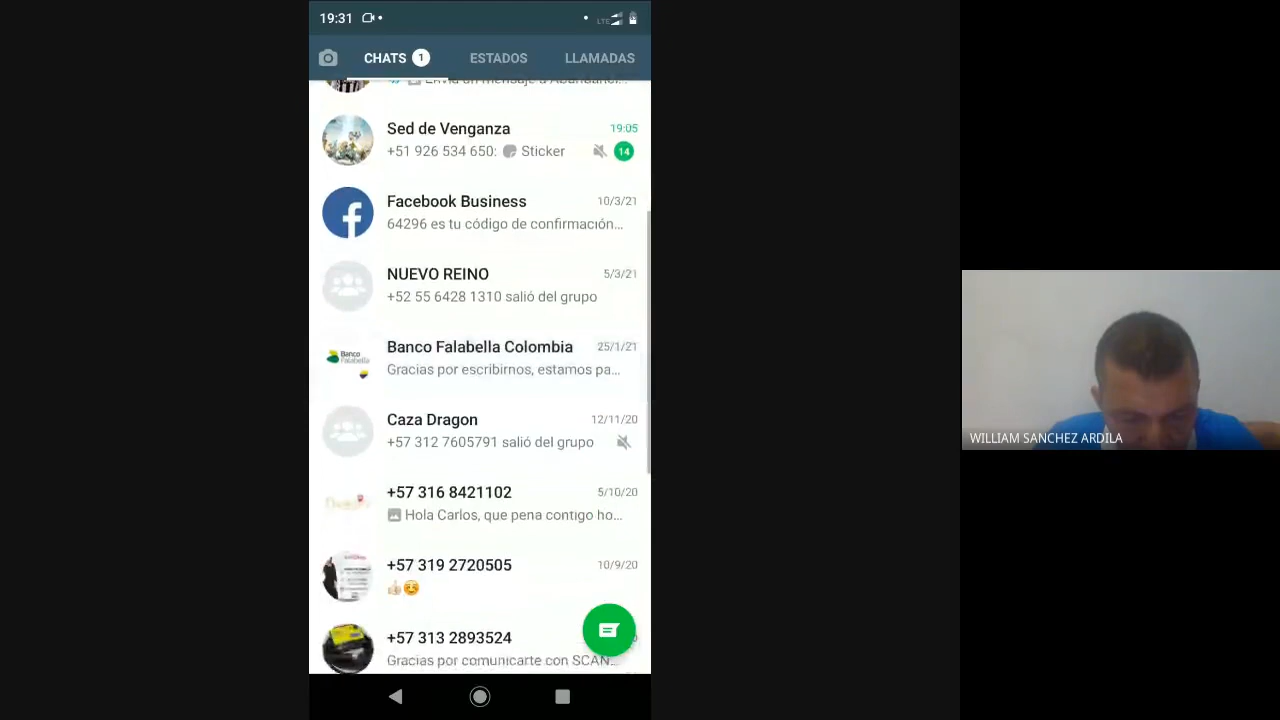 19:31
LTE
CHATS 1 ESTADOS LLAMADAS
Sed de Venganza 19:05
+51 926 534 650: Sticker 14
Facebook Business 10/3/21
64296 es tu código de confirmación...
NUEVO REINO 5/3/21
+52 55 6428 1310 salió del grupo
Banco Falabella Colombia 25/1/21
Banco Falabella
Gracias por escribirnos, estamos pa...
Caza Dragon 12/11/20
+57 312 7605791 salió del grupo
WILLIAM SANCHEZ ARDILA
+57 316 8421102 5/10/20
Hola Carlos, que pena contigo ho...
+57 319 2720505 10/9/20
👍🏻☺️
+57 313 2893524
Gracias por comunicarte con SCAN...